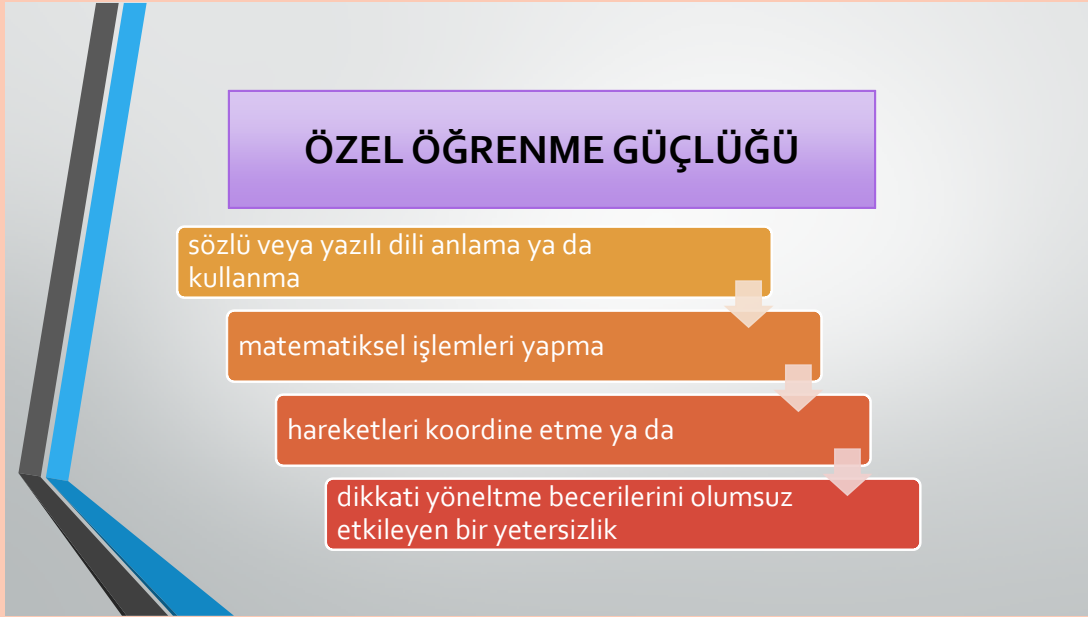 ÖZEL ÖĞRENME GÜÇLÜĞÜ
sözlü veya yazılı dili anlama ya da
kullanma
matematiksel işlemleri yapma
hareketleri koordine etme ya da
dikkati yöneltme becerilerini olumsuz
etkileyen bir yetersizlik